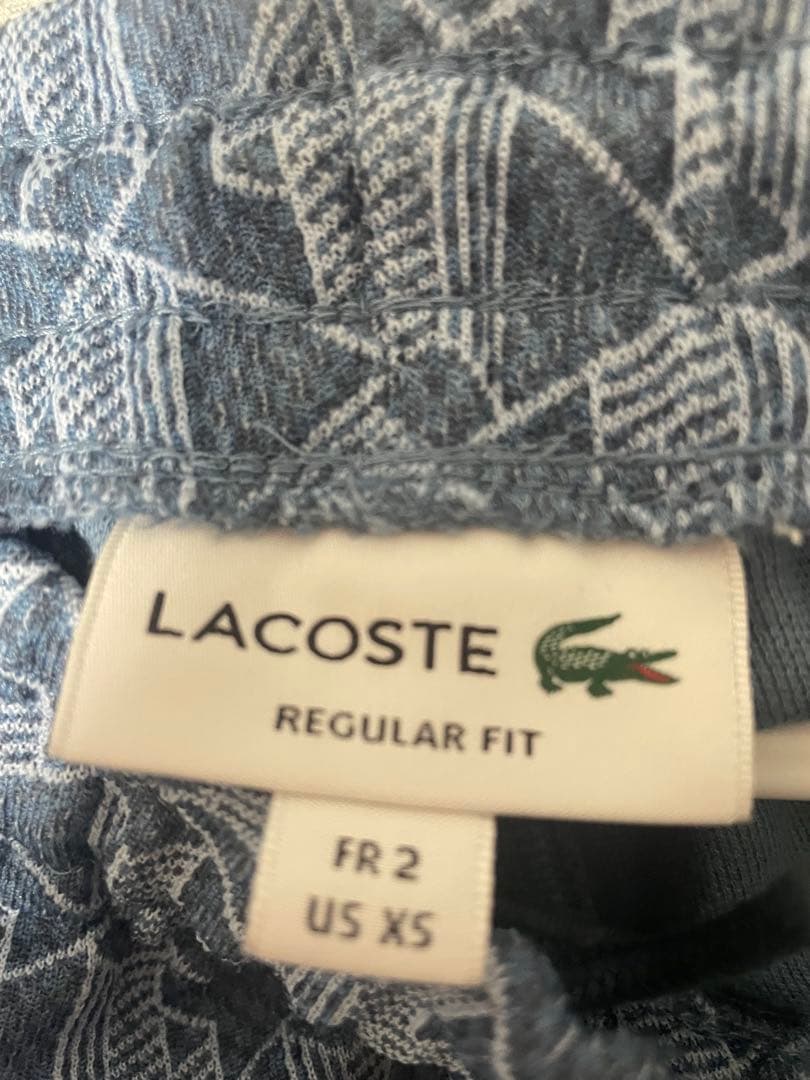 LACOSTE
REGULAR FIT
FR 2
US XS